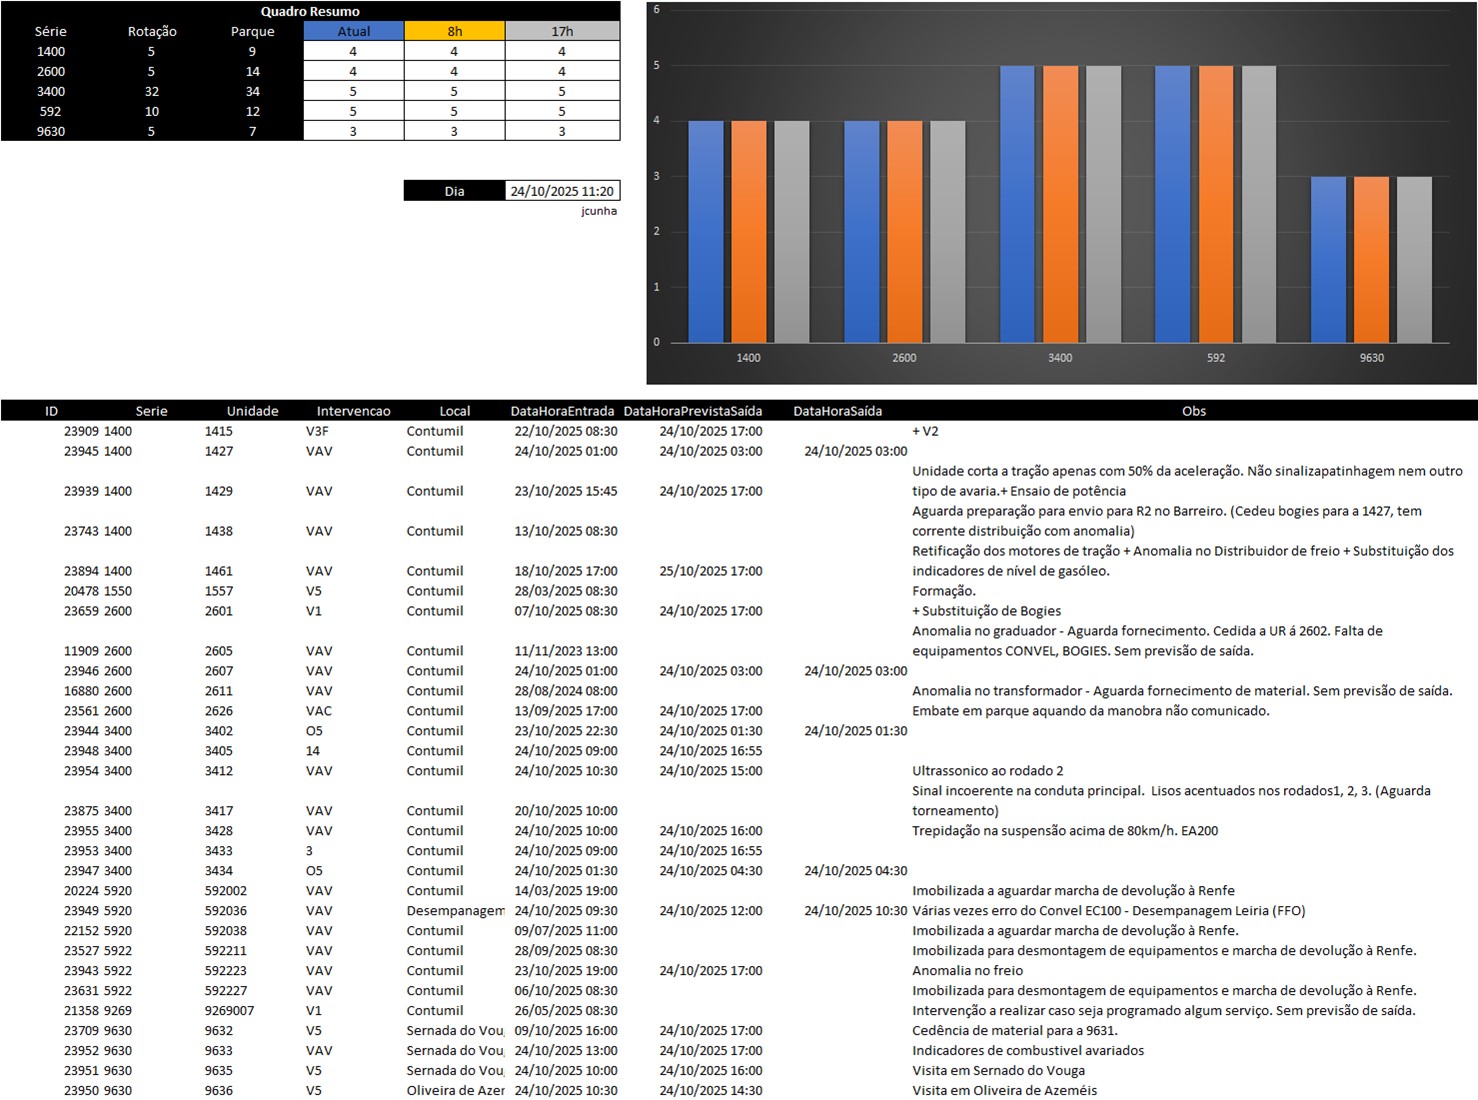 Quadro Resumo
Série Rotação Parque Atual 8h 17h
1400 5 9 4 4 4
2600 5 14 4 4 4
3400 32 34 5 5 5
592 10 12 5 5 5
9630 5 7 3 3 3
Dia 24/10/2025 11:20
jcunha
6
5
4
3
2
1
0
1400 2600 3400 592 9630
ID Serie Unidade Intervencao Local DataHoraEntrada DataHoraPrevistaSaída DataHoraSaída Obs
23909 1400 1415 V3F Contumil 22/10/2025 08:30 24/10/2025 17:00 + V2
23945 1400 1427 VAV Contumil 24/10/2025 01:00 24/10/2025 03:00 24/10/2025 03:00
Unidade corta a tração apenas com 50% da aceleração. Não sinalizapatinhagem nem outro
23939 1400 1429 VAV Contumil 23/10/2025 15:45 24/10/2025 17:00 tipo de avaria.+ Ensaio de potência
Aguarda preparação para envio para R2 no Barreiro. (Cedeu bogies para a 1427, tem
23743 1400 1438 VAV Contumil 13/10/2025 08:30 corrente distribuição com anomalia)
Retificação dos motores de tração + Anomalia no Distribuidor de freio + Substituição dos
23894 1400 1461 VAV Contumil 18/10/2025 17:00 25/10/2025 17:00 indicadores de nível de gasóleo.
20478 1550 1557 V5 Contumil 28/03/2025 08:30 Formação.
23659 2600 2601 V1 Contumil 07/10/2025 08:30 24/10/2025 17:00 + Substituição de Bogies
Anomalia no graduador - Aguarda fornecimento. Cedida a UR á 2602. Falta de
11909 2600 2605 VAV Contumil 11/11/2023 13:00 equipamentos CONVEL, BOGIES. Sem previsão de saída.
23946 2600 2607 VAV Contumil 24/10/2025 01:00 24/10/2025 03:00 24/10/2025 03:00
16880 2600 2611 VAV Contumil 28/08/2024 08:00 Anomalia no transformador - Aguarda fornecimento de material. Sem previsão de saída.
23561 2600 2626 VAC Contumil 13/09/2025 17:00 24/10/2025 17:00 Embate em parque aquando da manobra não comunicado.
23944 3400 3402 O5 Contumil 23/10/2025 22:30 24/10/2025 01:30 24/10/2025 01:30
23948 3400 3405 14 Contumil 24/10/2025 09:00 24/10/2025 16:55
23954 3400 3412 VAV Contumil 24/10/2025 10:30 24/10/2025 15:00 Ultrassonico ao rodado 2
Sinal incoerente na conduta principal. Lisos acentuados nos rodados1, 2, 3. (Aguarda
23875 3400 3417 VAV Contumil 20/10/2025 10:00 torneamento)
23955 3400 3428 VAV Contumil 24/10/2025 10:00 24/10/2025 16:00 Trepidação na suspensão acima de 80km/h. EA200
23953 3400 3433 3 Contumil 24/10/2025 09:00 24/10/2025 16:55
23947 3400 3434 O5 Contumil 24/10/2025 01:30 24/10/2025 04:30 24/10/2025 04:30
20224 5920 592002 VAV Contumil 14/03/2025 19:00 Imobilizada a aguardar marcha de devolução à Renfe
23949 5920 592036 VAV Desempanagem 24/10/2025 09:30 24/10/2025 12:00 24/10/2025 10:30 Várias vezes erro do Convel EC100 - Desempanagem Leiria (FFO)
22152 5920 592038 VAV Contumil 09/07/2025 11:00 Imobilizada a aguardar marcha de devolução à Renfe.
23527 5922 592211 VAV Contumil 28/09/2025 08:30 Imobilizada para desmontagem de equipamentos e marcha de devolução à Renfe.
23943 5922 592223 VAV Contumil 23/10/2025 19:00 24/10/2025 17:00 Anomalia no freio
23631 5922 592227 VAV Contumil 06/10/2025 08:30 Imobilizada para desmontagem de equipamentos e marcha de devolução à Renfe.
21358 9269 9269007 V1 Contumil 26/05/2025 08:30 Intervenção a realizar caso seja programado algum serviço. Sem previsão de saída.
23709 9630 9632 V5 Sernada do Voug 09/10/2025 16:00 24/10/2025 17:00 Cedência de material para a 9631.
23952 9630 9633 VAV Sernada do Voug 24/10/2025 13:00 24/10/2025 17:00 Indicadores de combustivel avariados
23951 9630 9635 V5 Sernada do Voug 24/10/2025 10:00 24/10/2025 16:00 Visita em Sernado do Vouga
23950 9630 9636 V5 Oliveira de Azer 24/10/2025 10:30 24/10/2025 14:30 Visita em Oliveira de Azeméis